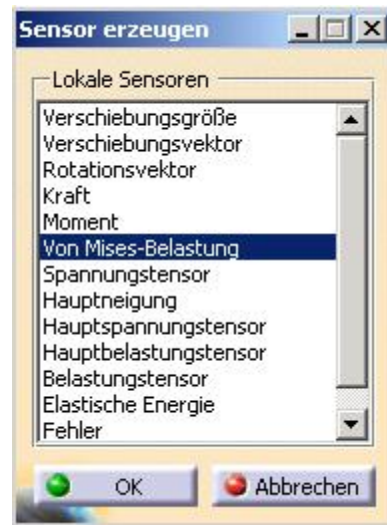 Sensor erzeugen
Lokale Sensoren
Verschiebungsgröße
Verschiebungsvektor
Rotationsvektor
Kraft
Moment
Von Mises-Belastung
Spannungstensor
Hauptneigung
Hauptspannungstensor
Hauptbelastungstensor
Belastungstensor
Elastische Energie
Fehler
OK Abbrechen